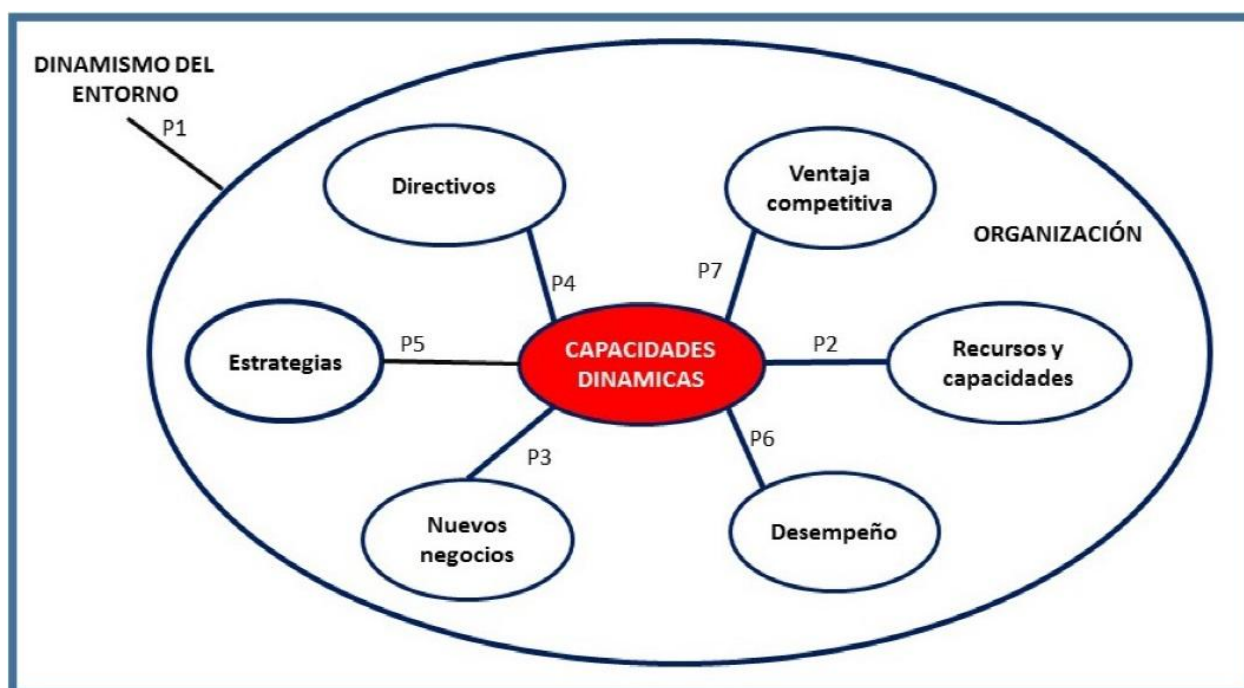 DINAMISMO DEL
ENTORNO
P1
Directivos
Ventaja
competitiva
ORGANIZACIÓN
P4
P7
Estrategias
P5
CAPACIDADES
DINAMICAS
P2
Recursos y
capacidades
P3
P6
Nuevos
negocios
Desempeño